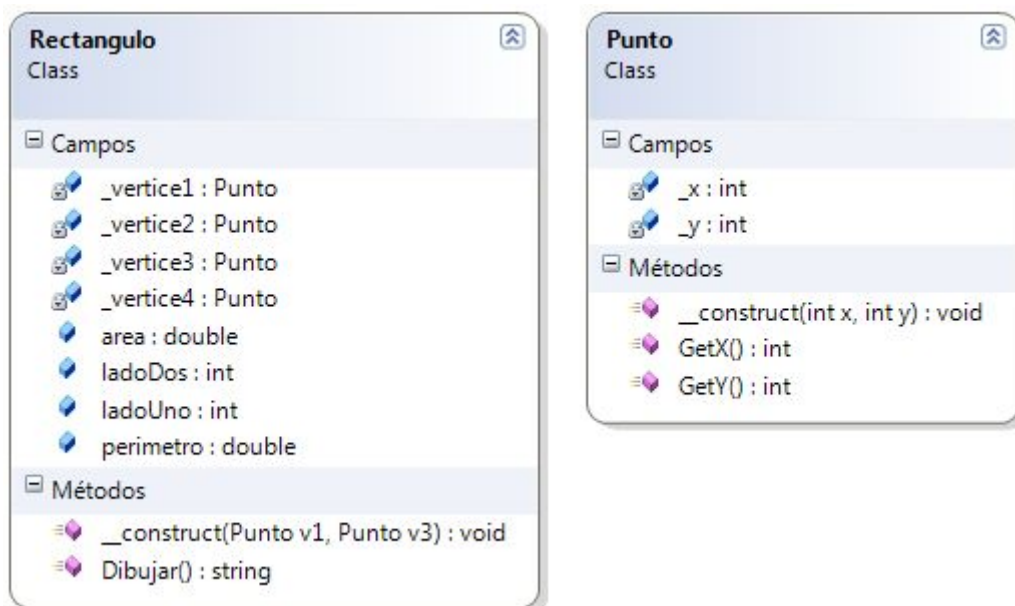 Rectangulo
Class
Campos
_vertice1 : Punto
_vertice2 : Punto
_vertice3 : Punto
_vertice4 : Punto
area : double
ladoDos : int
ladoUno : int
perimetro : double
Métodos
__construct(Punto v1, Punto v3) : void
Dibujar() : string
Punto
Class
Campos
_x : int
_y : int
Métodos
__construct(int x, int y) : void
GetX() : int
GetY() : int